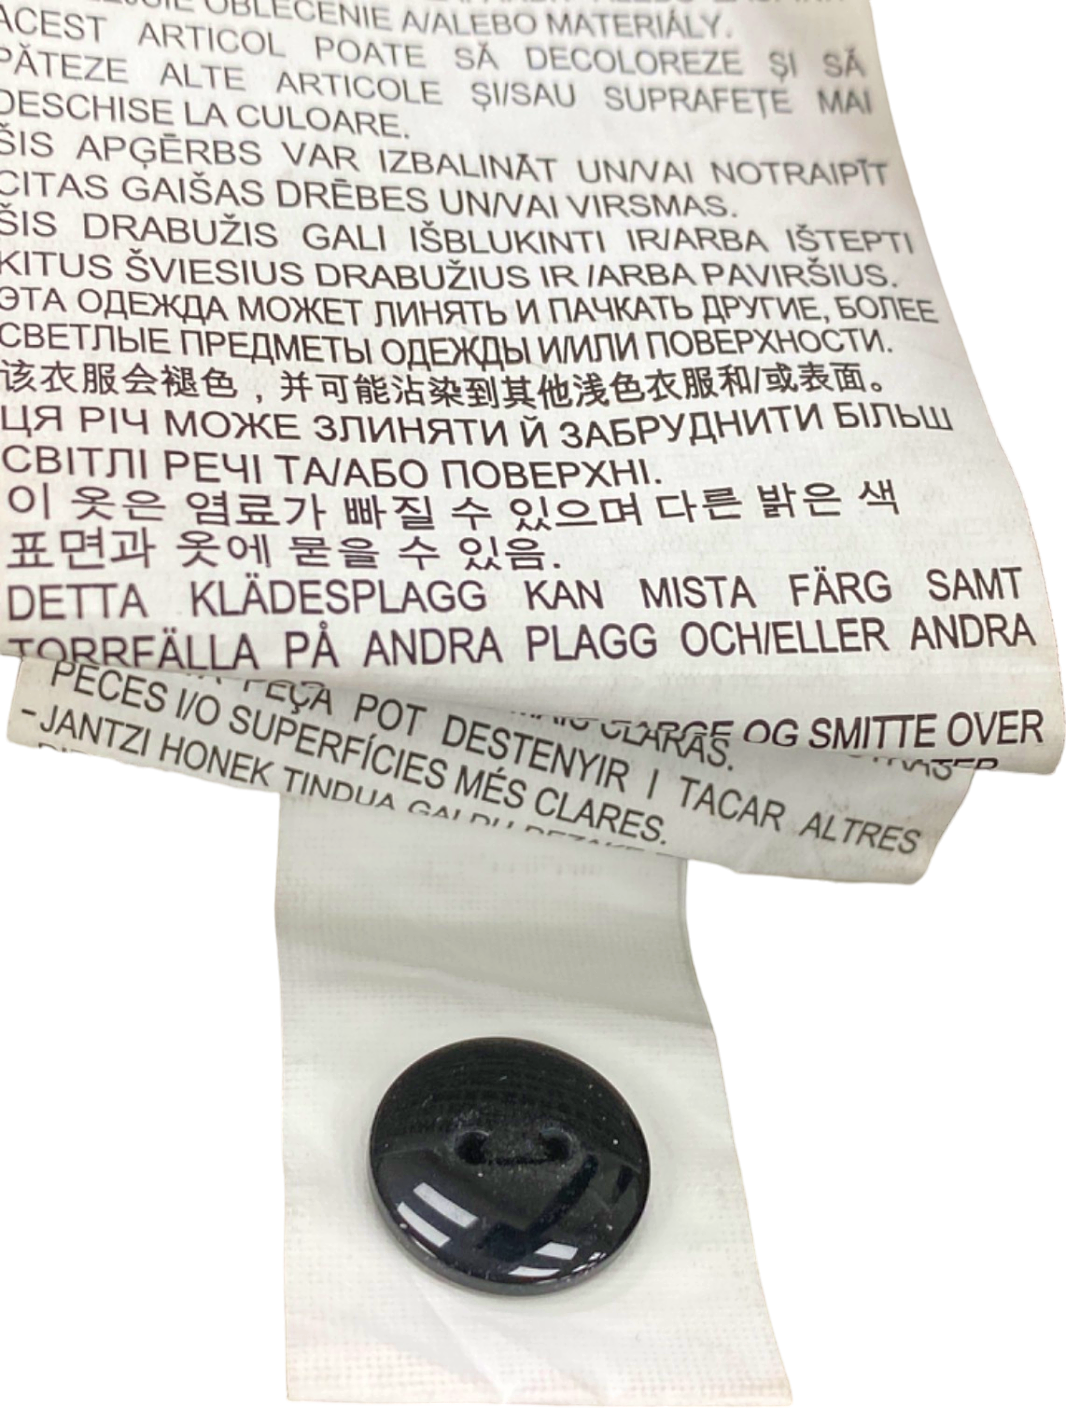 OBLEČENIE A/ALEBO MATERIÁLY.
ACEST ARTICOL POATE SĂ DECOLOREZE ȘI SĂ
PĂTEZE ALTE ARTICOLE ȘI/SAU SUPRAFEȚE MAI
DESCHISE LA CULOARE.
ŠIS APĢĒRBS VAR IZBALINĀT UN/VAI NOTRAIPĪT
CITAS GAIŠAS DRĒBES UN/VAI VIRSMAS.
ŠIS DRABUŽIS GALI IŠBLUKINTI IR/ARBA IŠTEPTI
KITUS ŠVIESIUS DRABUŽIUS IR /ARBA PAVIRŠIUS.
ЭТА ОДЕЖДА МОЖЕТ ЛИНЯТЬ И ПАЧКАТЬ ДРУГИЕ, БОЛЕЕ
СВЕТЛЫЕ ПРЕДМЕТЫ ОДЕЖДЫ И/ИЛИ ПОВЕРХНОСТИ.
该衣服会褪色，并可能沾染到其他浅色衣服和/或表面。
ЦЯ РІЧ МОЖЕ ЗЛИНЯТИ Й ЗАБРУДНИТИ БІЛЬШ
СВІТЛІ РЕЧІ ТА/АБО ПОВЕРХНІ.
이 옷은 염료가 빠질 수 있으며 다른 밝은 색
표면과 옷에 묻을 수 있음.
DETTA KLÄDESPLAGG KAN MISTA FÄRG SAMT
TORRFÄLLA PÅ ANDRA PLAGG OCH/ELLER ANDRA
OG SMITTE OVER
CLARAS.
PEÇA POT DESTENYIR I TACAR ALTRES
PECES I/O SUPERFÍCIES MÉS CLARES.
- JANTZI HONEK TINDUA GALDU DEZAKE